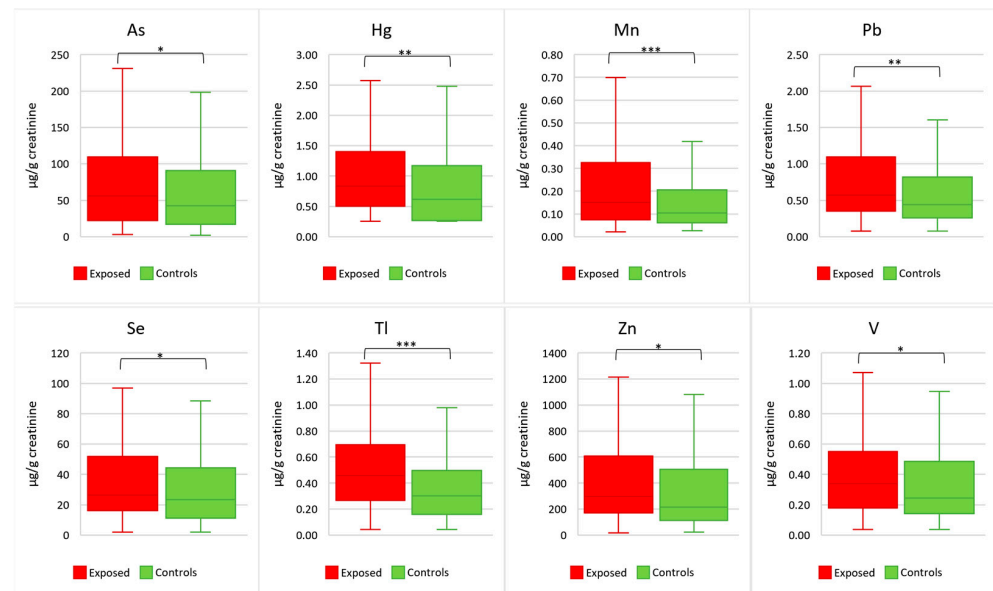 As
*
µg/g creatinine
250
200
150
100
50
0
Exposed Controls
Hg
**
µg/g creatinine
3.00
2.50
2.00
1.50
1.00
0.50
0.00
Exposed Controls
Mn
***
µg/g creatinine
0.80
0.70
0.60
0.50
0.40
0.30
0.20
0.10
0.00
Exposed Controls
Pb
**
µg/g creatinine
2.50
2.00
1.50
1.00
0.50
0.00
Exposed Controls
Se
*
µg/g creatinine
120
100
80
60
40
20
0
Exposed Controls
Tl
***
µg/g creatinine
1.40
1.20
1.00
0.80
0.60
0.40
0.20
0.00
Exposed Controls
Zn
*
µg/g creatinine
1400
1200
1000
800
600
400
200
0
Exposed Controls
V
*
µg/g creatinine
1.20
1.00
0.80
0.60
0.40
0.20
0.00
Exposed Controls